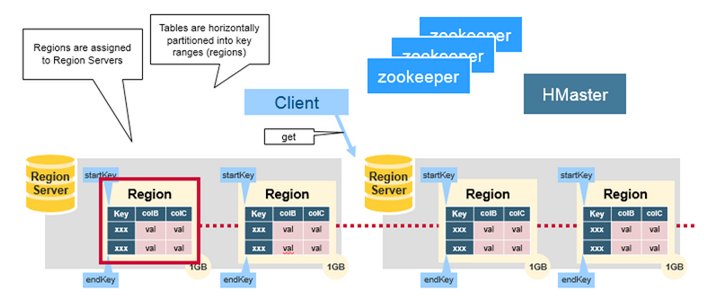 Regions are assigned
to Region Servers
Tables are horizontally
partitioned into key
ranges (regions)
zookeeper
zookeeper
zookeeper
HMaster
Client
get
Region
Server
startKey
Region
Key colB colC
xxx val val
xxx val val
1GB
endKey
startKey
Region
Key colB colC
xxx val val
xxx val val
1GB
endKey
Region
Server
startKey
Region
Key colB colC
xxx val val
xxx val val
1GB
endKey
startKey
Region
Key colB colC
xxx val val
xxx val val
1GB
endKey